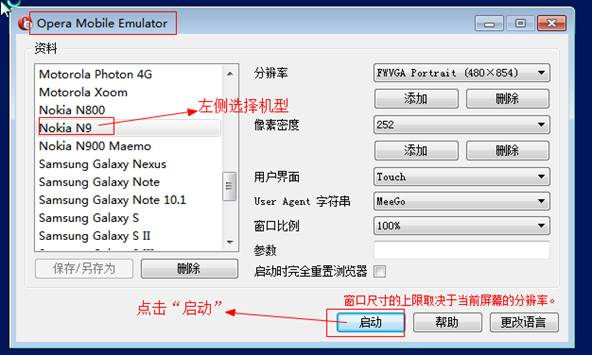 Opera Mobile Emulator
资料
Motorola Photon 4G
Motorola Xoom
Nokia N800
Nokia N9
Nokia N900 Maemo
Samsung Galaxy Nexus
Samsung Galaxy Note
Samsung Galaxy Note 10.1
Samsung Galaxy S
Samsung Galaxy S II
左侧选择机型
保存/另存为
删除
分辨率
FWVGA Portrait (480×854)
添加
删除
像素密度
252
添加
删除
用户界面
Touch
User Agent 字符串
MeeGo
窗口比例
100%
参数
启动时完全重置浏览器
窗口尺寸的上限取决于当前屏幕的分辨率。
点击“启动”
启动
帮助
更改语言